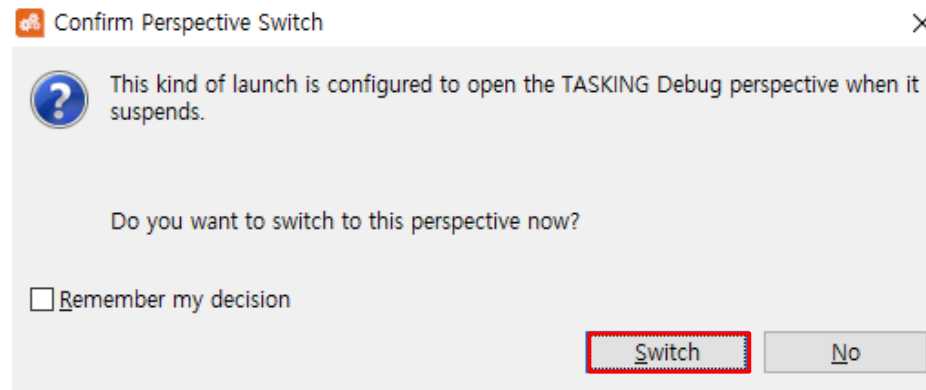 Confirm Perspective Switch
This kind of launch is configured to open the TASKING Debug perspective when it
suspends.
Do you want to switch to this perspective now?
Remember my decision
Switch
No